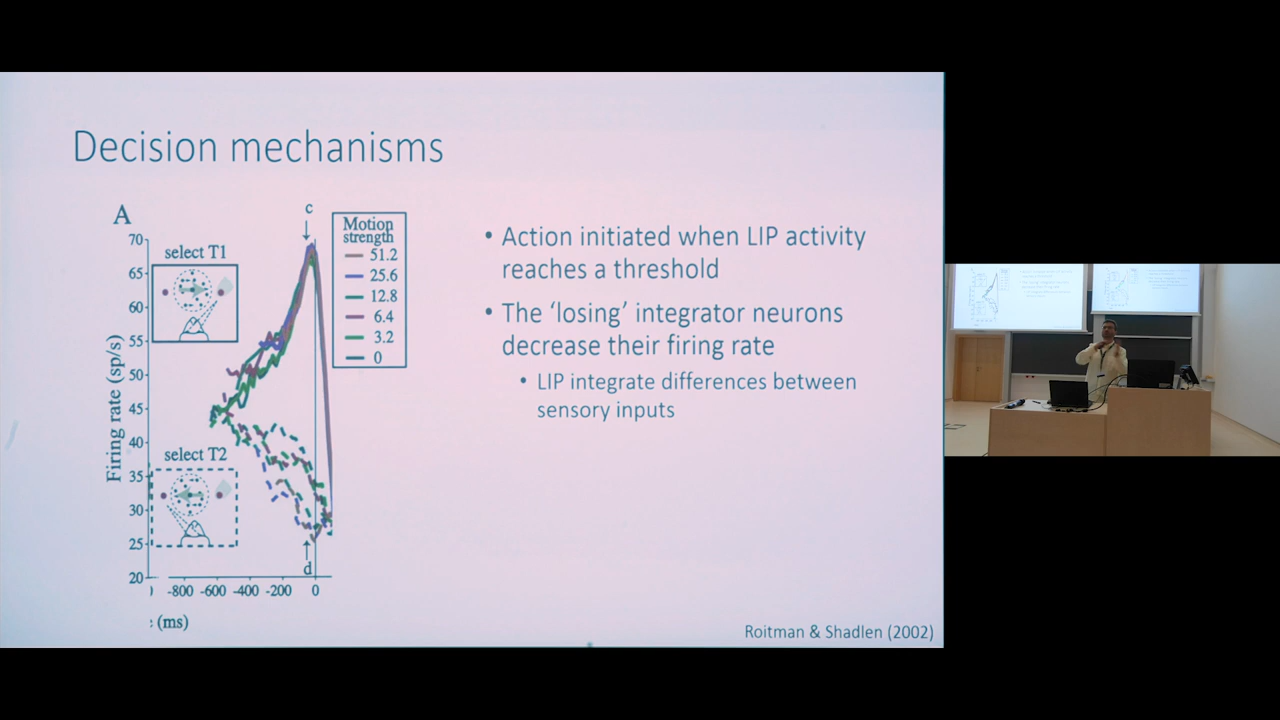 Decision mechanisms
A
c
70
65
60
55
50
45
40
35
30
25
20
Firing rate (sp/s)
select T1
select T2
Motion
strength
51.2
25.6
12.8
6.4
3.2
0
d
-800 -600 -400 -200 0
: (ms)
• Action initiated when LIP activity
reaches a threshold
• The ‘losing’ integrator neurons
decrease their firing rate
• LIP integrate differences between
sensory inputs
Roitman & Shadlen (2002)